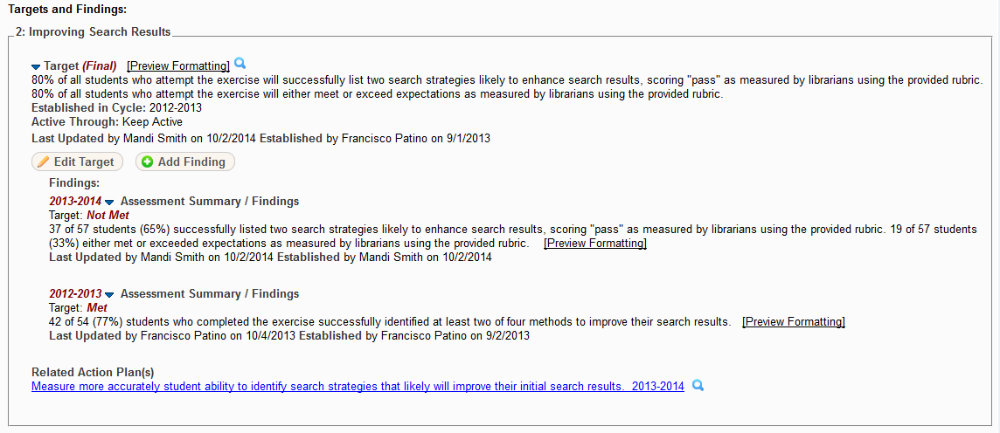 Targets and Findings:
2: Improving Search Results
Target (Final) [Preview Formatting]
80% of all students who attempt the exercise will successfully list two search strategies likely to enhance search results, scoring "pass" as measured by librarians using the provided rubric.
80% of all students who attempt the exercise will either meet or exceed expectations as measured by librarians using the provided rubric.
Established in Cycle: 2012-2013
Active Through: Keep Active
Last Updated by Mandi Smith on 10/2/2014 Established by Francisco Patino on 9/1/2013
Edit Target Add Finding
Findings:
2013-2014 Assessment Summary / Findings
Target: Not Met
37 of 57 students (65%) successfully listed two search strategies likely to enhance search results, scoring "pass" as measured by librarians using the provided rubric. 19 of 57 students
(33%) either met or exceeded expectations as measured by librarians using the provided rubric. [Preview Formatting]
Last Updated by Mandi Smith on 10/2/2014 Established by Mandi Smith on 10/2/2014
2012-2013 Assessment Summary / Findings
Target: Met
42 of 54 (77%) students who completed the exercise successfully identified at least two of four methods to improve their search results. [Preview Formatting]
Last Updated by Francisco Patino on 10/4/2013 Established by Francisco Patino on 9/2/2013
Related Action Plan(s)
Measure more accurately student ability to identify search strategies that likely will improve their initial search results. 2013-2014